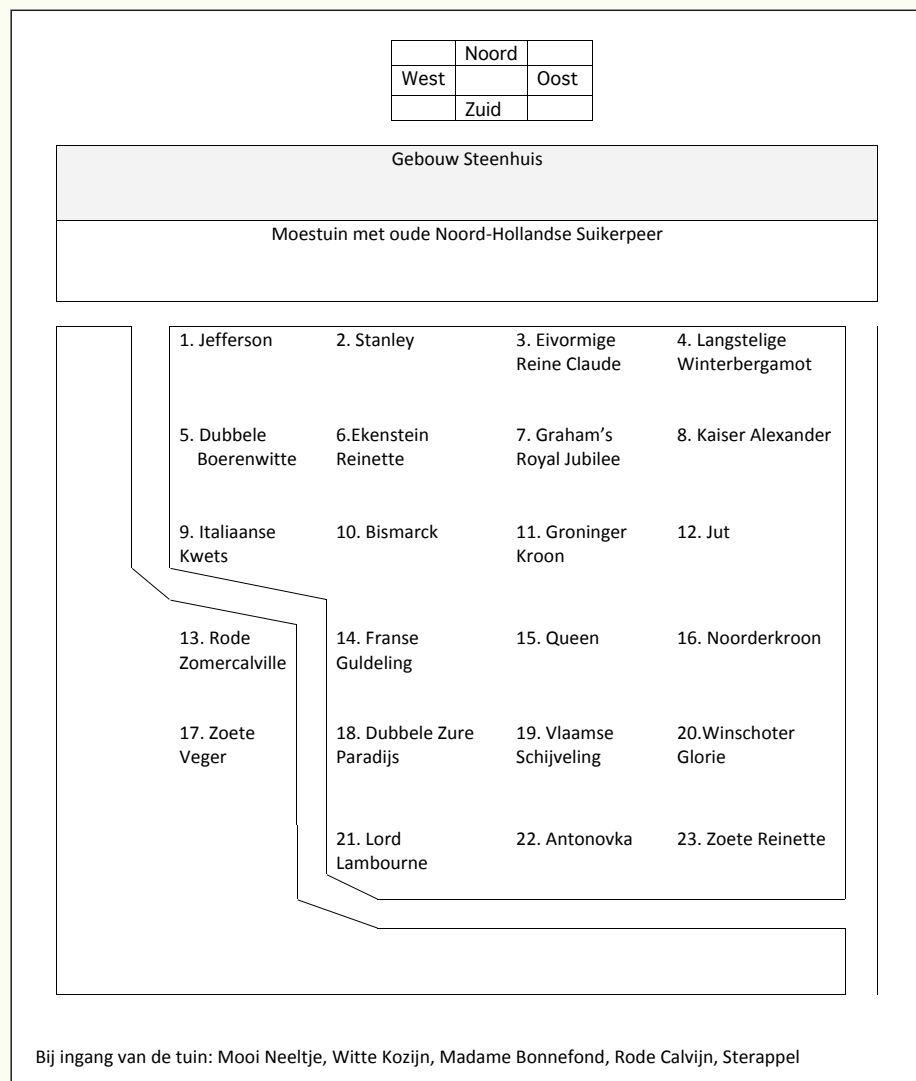 Noord
West Oost
Zuid
Gebouw Steenhuis
Moestuin met oude Noord-Hollandse Suikerpeer
1. Jefferson 2. Stanley 3. Eivormige 4. Langstelige
Reine Claude Winterbergamot
5. Dubbele 6.Ekenstein 7. Graham’s 8. Kaiser Alexander
Boerenwitte Reinette Royal Jubilee
9. Italiaanse 10. Bismarck 11. Groninger 12. Jut
Kwets Kroon
13. Rode 14. Franse 15. Queen 16. Noorderkroon
Zomercalville Guldeling
17. Zoete 18. Dubbele Zure 19. Vlaamse 20.Winschoter
Veger Paradijs Schijveling Glorie
21. Lord 22. Antonovka 23. Zoete Reinette
Lambourne
Bij ingang van de tuin: Mooi Neeltje, Witte Kozijn, Madame Bonnefond, Rode Calvijn, Sterappel